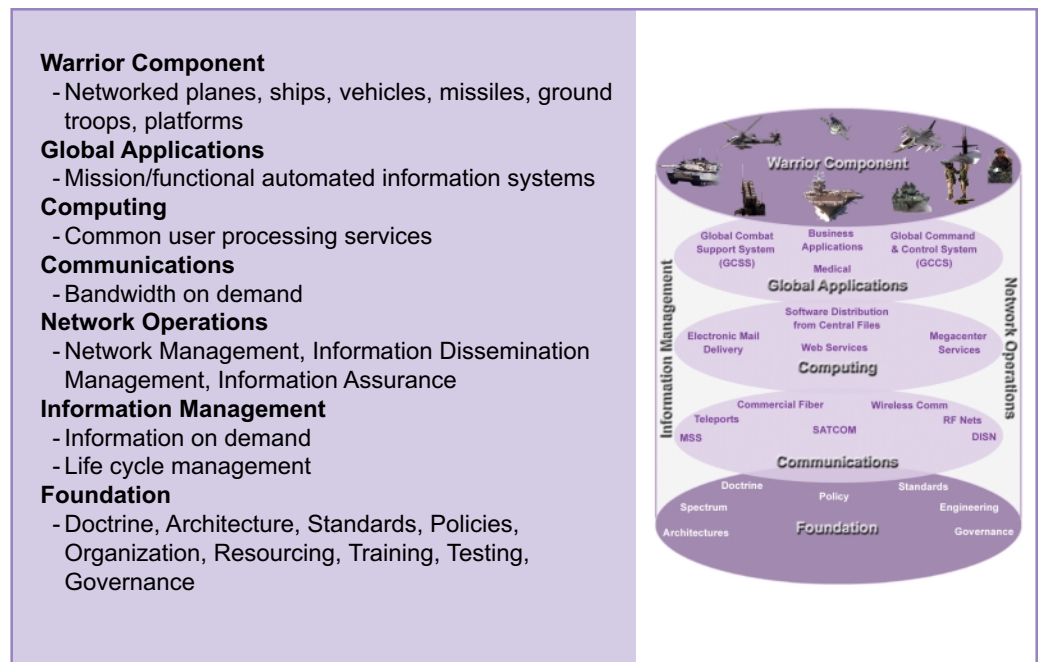 Warrior Component
- Networked planes, ships, vehicles, missiles, ground
troops, platforms
Global Applications
- Mission/functional automated information systems
Computing
- Common user processing services
Communications
- Bandwidth on demand
Network Operations
- Network Management, Information Dissemination
Management, Information Assurance
Information Management
- Information on demand
- Life cycle management
Foundation
- Doctrine, Architecture, Standards, Policies,
Organization, Resourcing, Training, Testing,
Governance
Warrior Component
Global Combat
Support System
(GCSS)
Business
Applications
Medical
Global Command
& Control System
(GCCS)
Global Applications
Software Distribution
from Central Files
Electronic Mail
Delivery
Web Services
Megacenter
Services
Computing
Commercial Fiber
Wireless Comm
Teleports
RF Nets
MSS
SATCOM
DISN
Communications
Doctrine
Policy
Standards
Spectrum
Engineering
Architectures
Foundation
Governance
Information Management
Network Operations